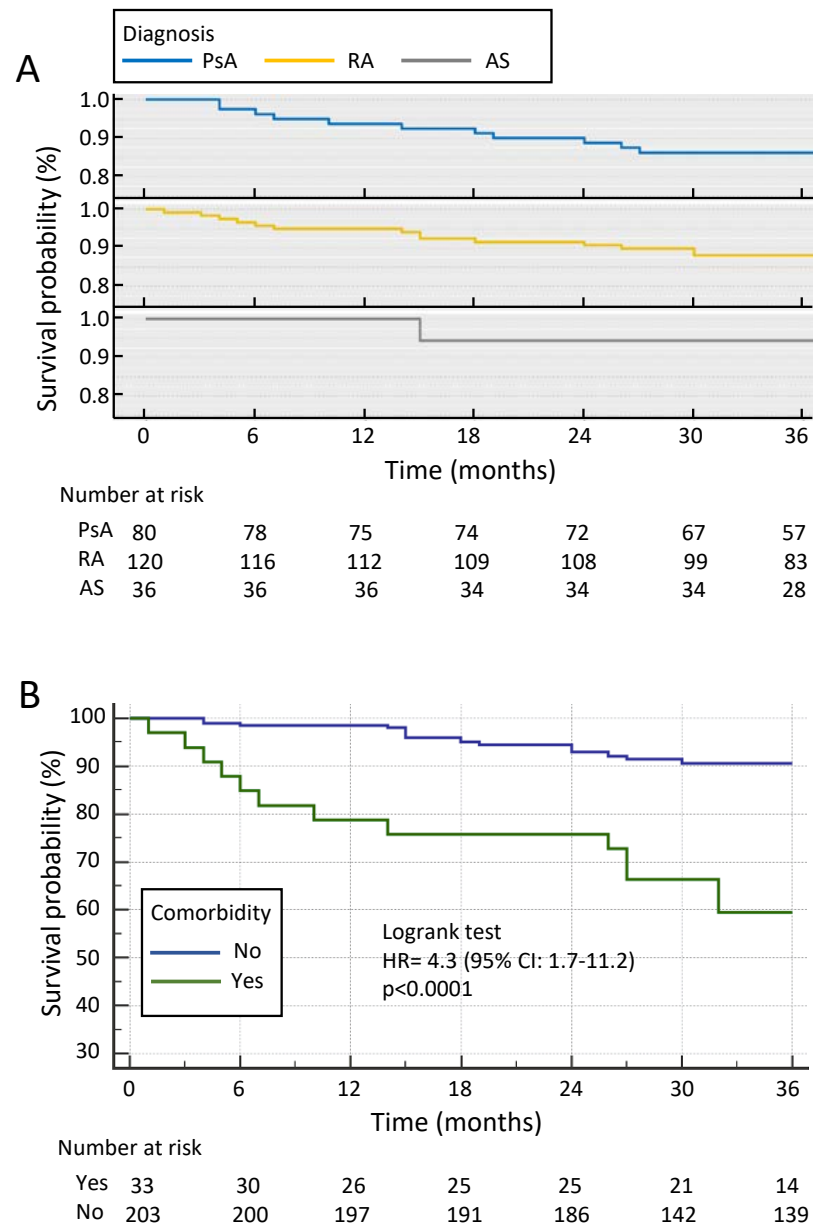 Diagnosis
PsA RA AS
A
Survival probability (%)
1.0
0.9
0.8
1.0
0.9
0.8
1.0
0.9
0.8
0 6 12 18 24 30 36
Time (months)
Number at risk
PsA 80 78 75 74 72 67 57
RA 120 116 112 109 108 99 83
AS 36 36 36 34 34 34 28
B
Survival probability (%)
100
90
80
70
60
50
40
30
Comorbidity
No
Yes
Logrank test
HR= 4.3 (95% CI: 1.7-11.2)
p<0.0001
0 6 12 18 24 30 36
Time (months)
Number at risk
Yes 33 30 26 25 25 21 14
No 203 200 197 191 186 142 139